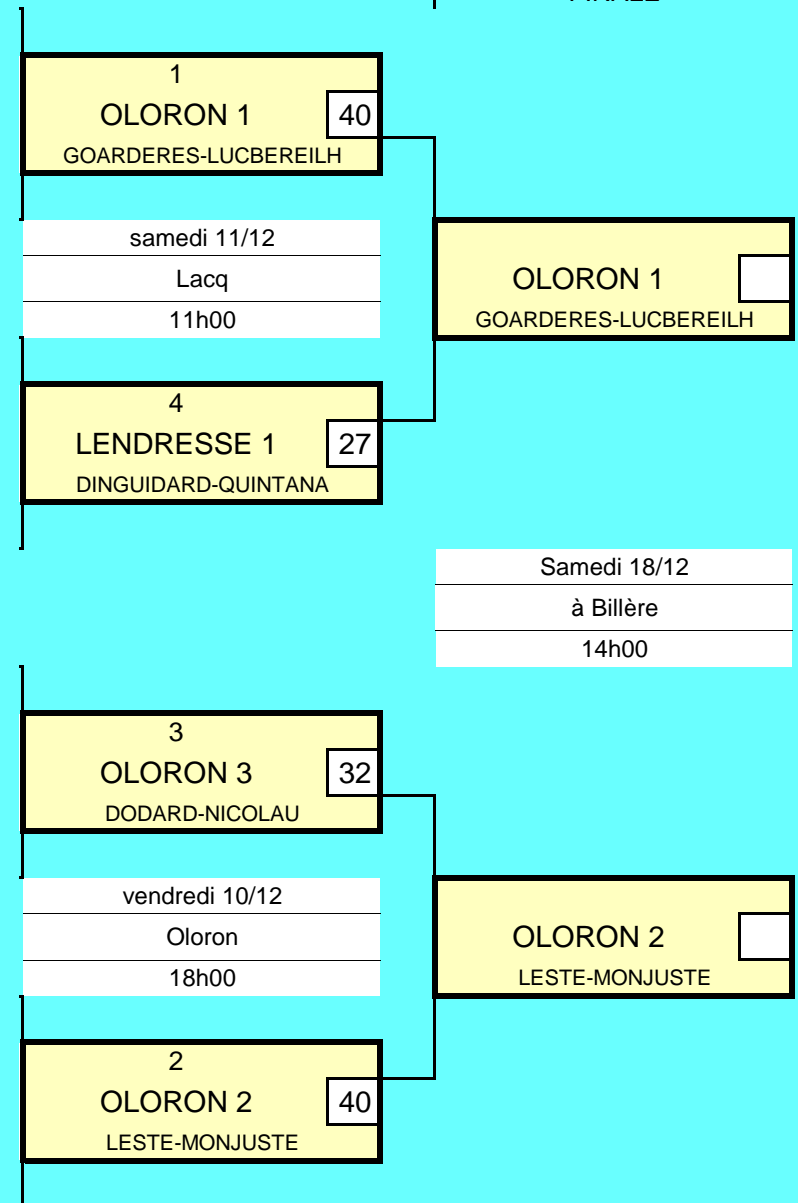 1
OLORON 1 40
GOARDERES-LUCBEREILH
samedi 11/12
Lacq
11h00
OLORON 1
GOARDERES-LUCBEREILH
4
LENDRESSE 1 27
DINGUIDARD-QUINTANA
Samedi 18/12
à Billère
14h00
3
OLORON 3 32
DODARD-NICOLAU
vendredi 10/12
Oloron
18h00
OLORON 2
LESTE-MONJUSTE
2
OLORON 2 40
LESTE-MONJUSTE